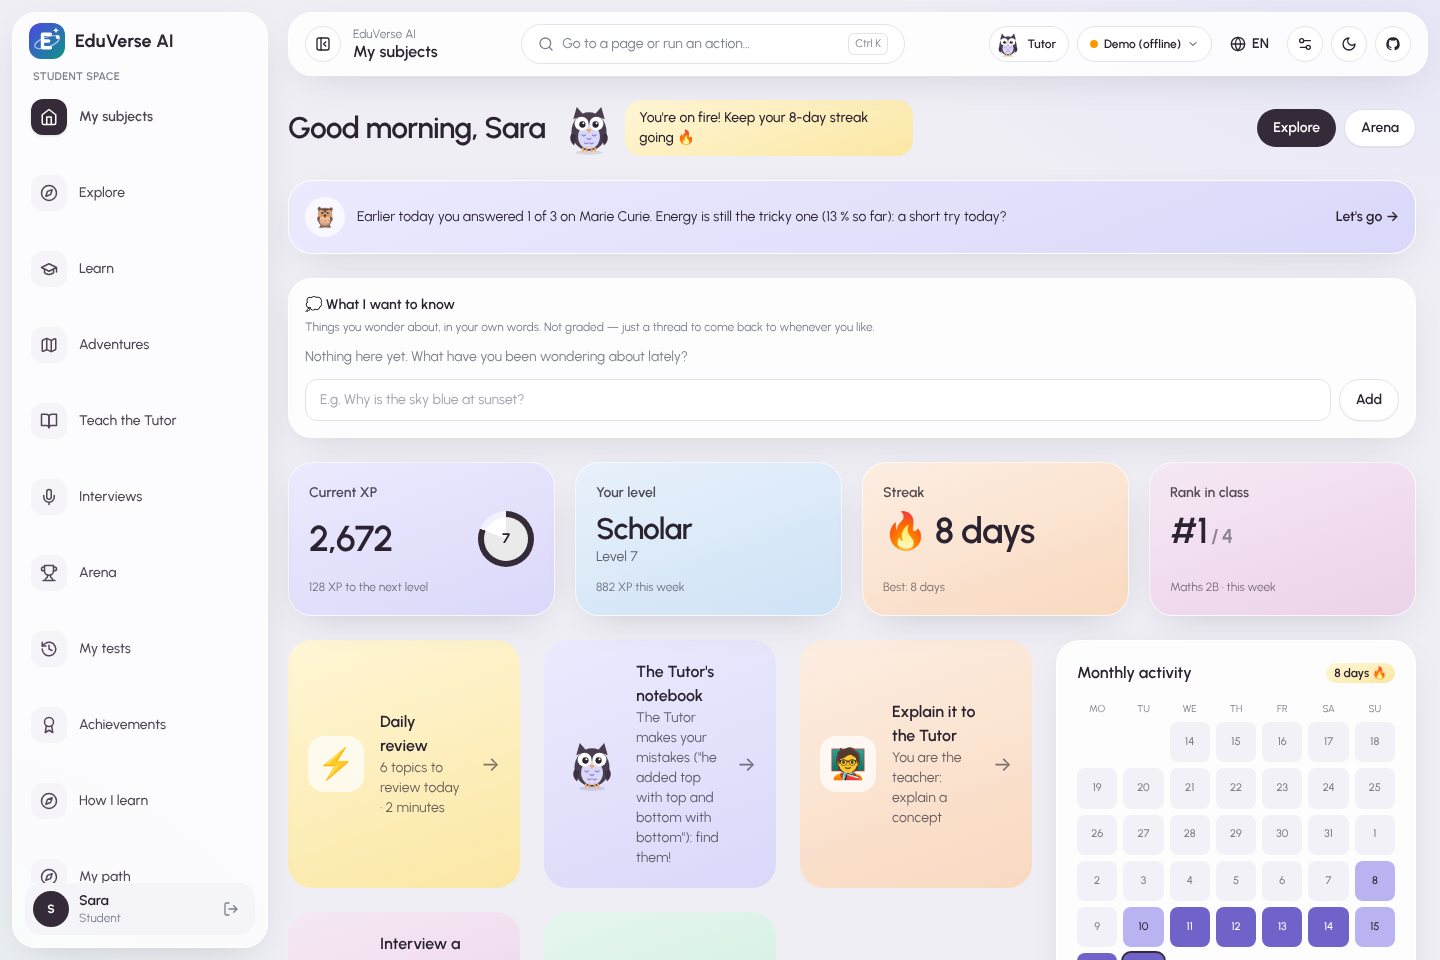 EduVerse AI
STUDENT SPACE
My subjects
Explore
Learn
Adventures
Teach the Tutor
Interviews
Arena
My tests
Achievements
How I learn
My path
S
Sara
Student
EduVerse AI
My subjects
Go to a page or run an action...
Ctrl K
Tutor
Demo (offline)
EN
Good morning, Sara
You're on fire! Keep your 8-day streak
going 🔥
Explore
Arena
Earlier today you answered 1 of 3 on Marie Curie. Energy is still the tricky one (13 % so far): a short try today?
Let's go →
💭 What I want to know
Things you wonder about, in your own words. Not graded — just a thread to come back to whenever you like.
Nothing here yet. What have you been wondering about lately?
E.g. Why is the sky blue at sunset?
Add
Current XP
2,672
7
128 XP to the next level
Your level
Scholar
Level 7
882 XP this week
Streak
🔥 8 days
Best: 8 days
Rank in class
#1 / 4
Maths 2B · this week
Daily
review
6 topics to
review today
· 2 minutes
The Tutor's
notebook
The Tutor
makes your
mistakes ("he
added top
with top and
bottom with
bottom"): find
them!
Explain it to
the Tutor
You are the
teacher:
explain a
concept
Interview a
Monthly activity
8 days 🔥
MO TU WE TH FR SA SU
14 15 16 17 18
19 20 21 22 23 24 25
26 27 28 29 30 31 1
2 3 4 5 6 7 8
9 10 11 12 13 14 15